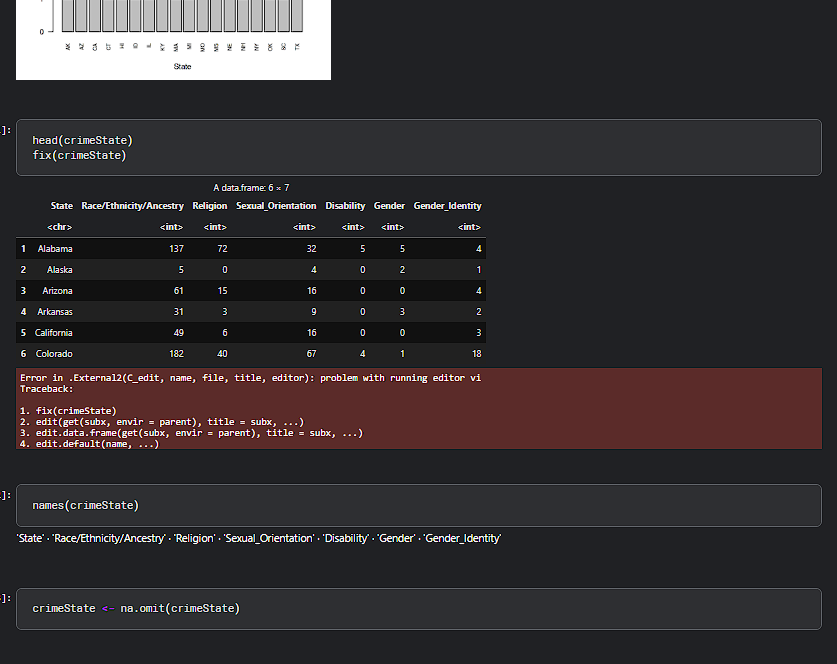 0
AK AZ CA CT HI ID IL KY MA MI MO MS NE NH NY OK SC TX
State
]:
head(crimeState)
fix(crimeState)
A data.frame: 6 × 7
State Race/Ethnicity/Ancestry Religion Sexual_Orientation Disability Gender Gender_Identity
<chr> <int> <int> <int> <int> <int> <int>
1 Alabama 137 72 32 5 5 4
2 Alaska 5 0 4 0 2 1
3 Arizona 61 15 16 0 0 4
4 Arkansas 31 3 9 0 3 2
5 California 49 6 16 0 0 3
6 Colorado 182 40 67 4 1 18
Error in .External2(C_edit, name, file, title, editor): problem with running editor vi
Traceback:
1. fix(crimeState)
2. edit(get(subx, envir = parent), title = subx, ...)
3. edit.data.frame(get(subx, envir = parent), title = subx, ...)
4. edit.default(name, ...)
]:
names(crimeState)
'State' · 'Race/Ethnicity/Ancestry' · 'Religion' · 'Sexual_Orientation' · 'Disability' · 'Gender' · 'Gender_Identity'
]:
crimeState <- na.omit(crimeState)